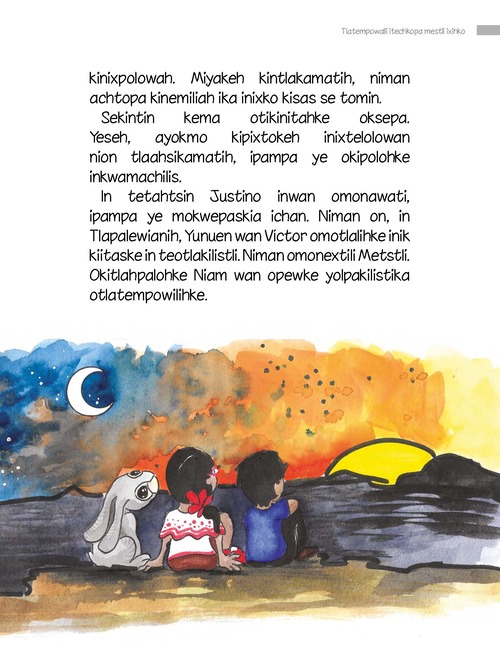 Tlatempowalli itechkopa mestli ixihko
kinixpolowah. Miyakeh kintlakamatih, niman
achtopa kinemiliah ika inixko kisas se tomin.
Sekintin kema otikinitahke oksepa.
Yeseh, ayokmo kipixtokeh inixtelolowan
nion tlaahsikamatih, ipampa ye okipolohke
inkwamachilis.
In tetahtsin Justino inwan omonawati,
ipampa ye mokwepaskia ichan. Niman on, in
Tlapalewianih, Yunuen wan Victor omotlalihke inik
kiitaske in teotlakilistli. Niman omonextili Metstli.
Okitlahpalohke Niam wan opewke yolpakilistika
otlatempowilihke.